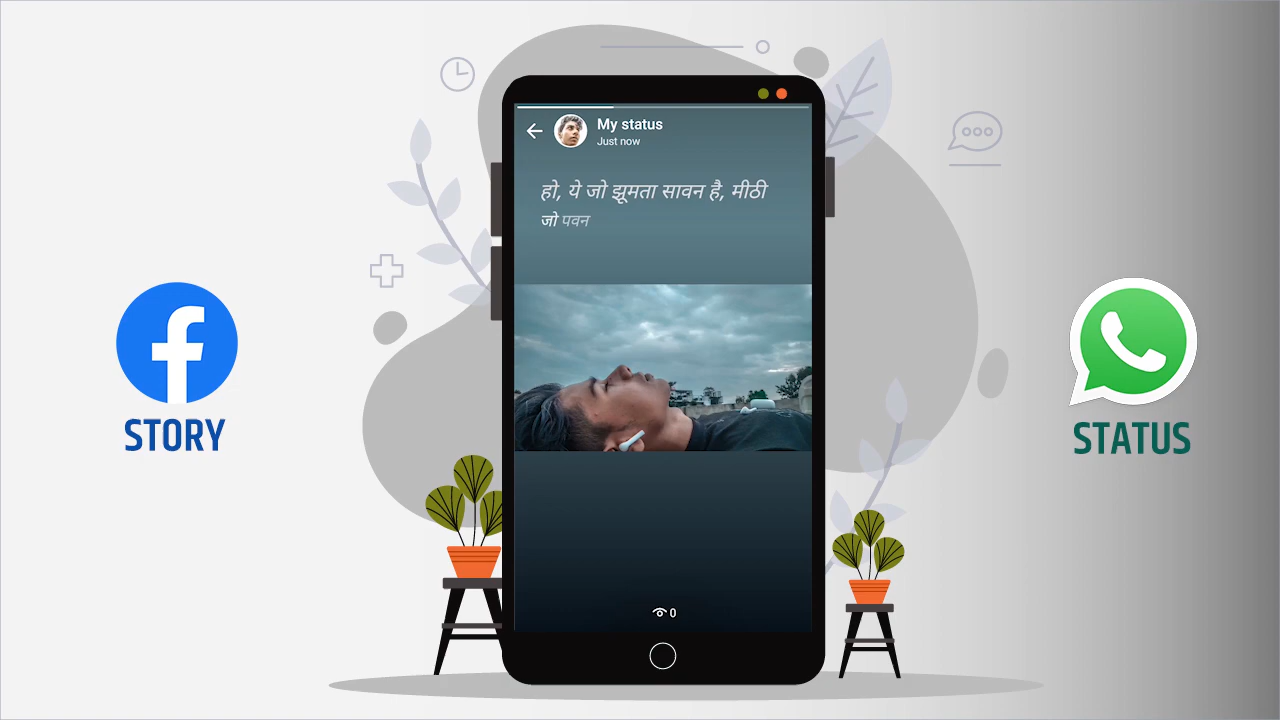 My status
Just now
हो, ये जो झूमता सावन है, मीठी
जो पवन
STORY
STATUS
0